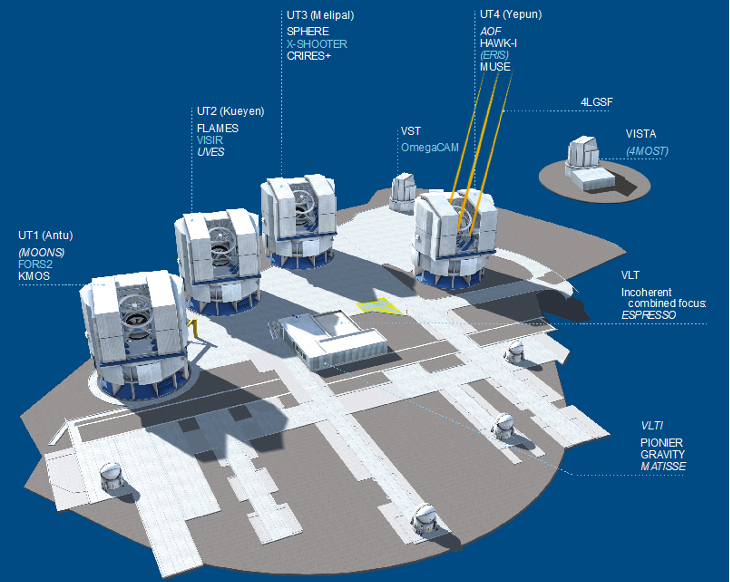 UT3 (Melipal)
SPHERE
X-SHOOTER
CRIRES+
UT4 (Yepun)
AOF
HAWK-I
(ERIS)
MUSE
4LGSF
UT2 (Kueyen)
FLAMES
VISIR
UVES
VST
OmegaCAM
VISTA
(4MOST)
UT1 (Antu)
(MOONS)
FORS2
KMOS
VLT
Incoherent
combined focus:
ESPRESSO
VLTI
PIONIER
GRAVITY
MATISSE